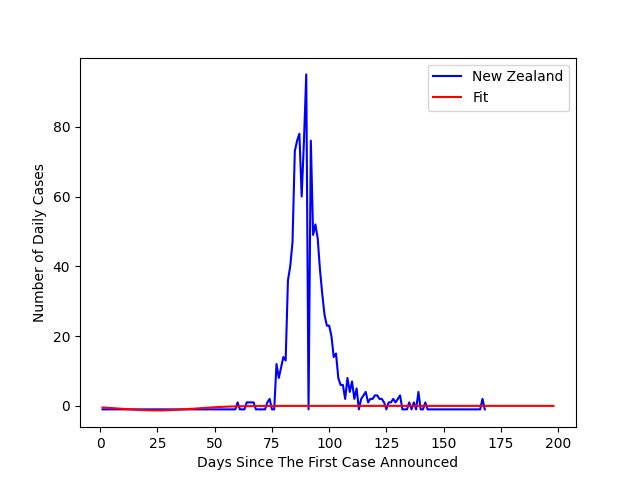 New Zealand
Fit
Number of Daily Cases
80
60
40
20
0
0 25 50 75 100 125 150 175 200
Days Since The First Case Announced